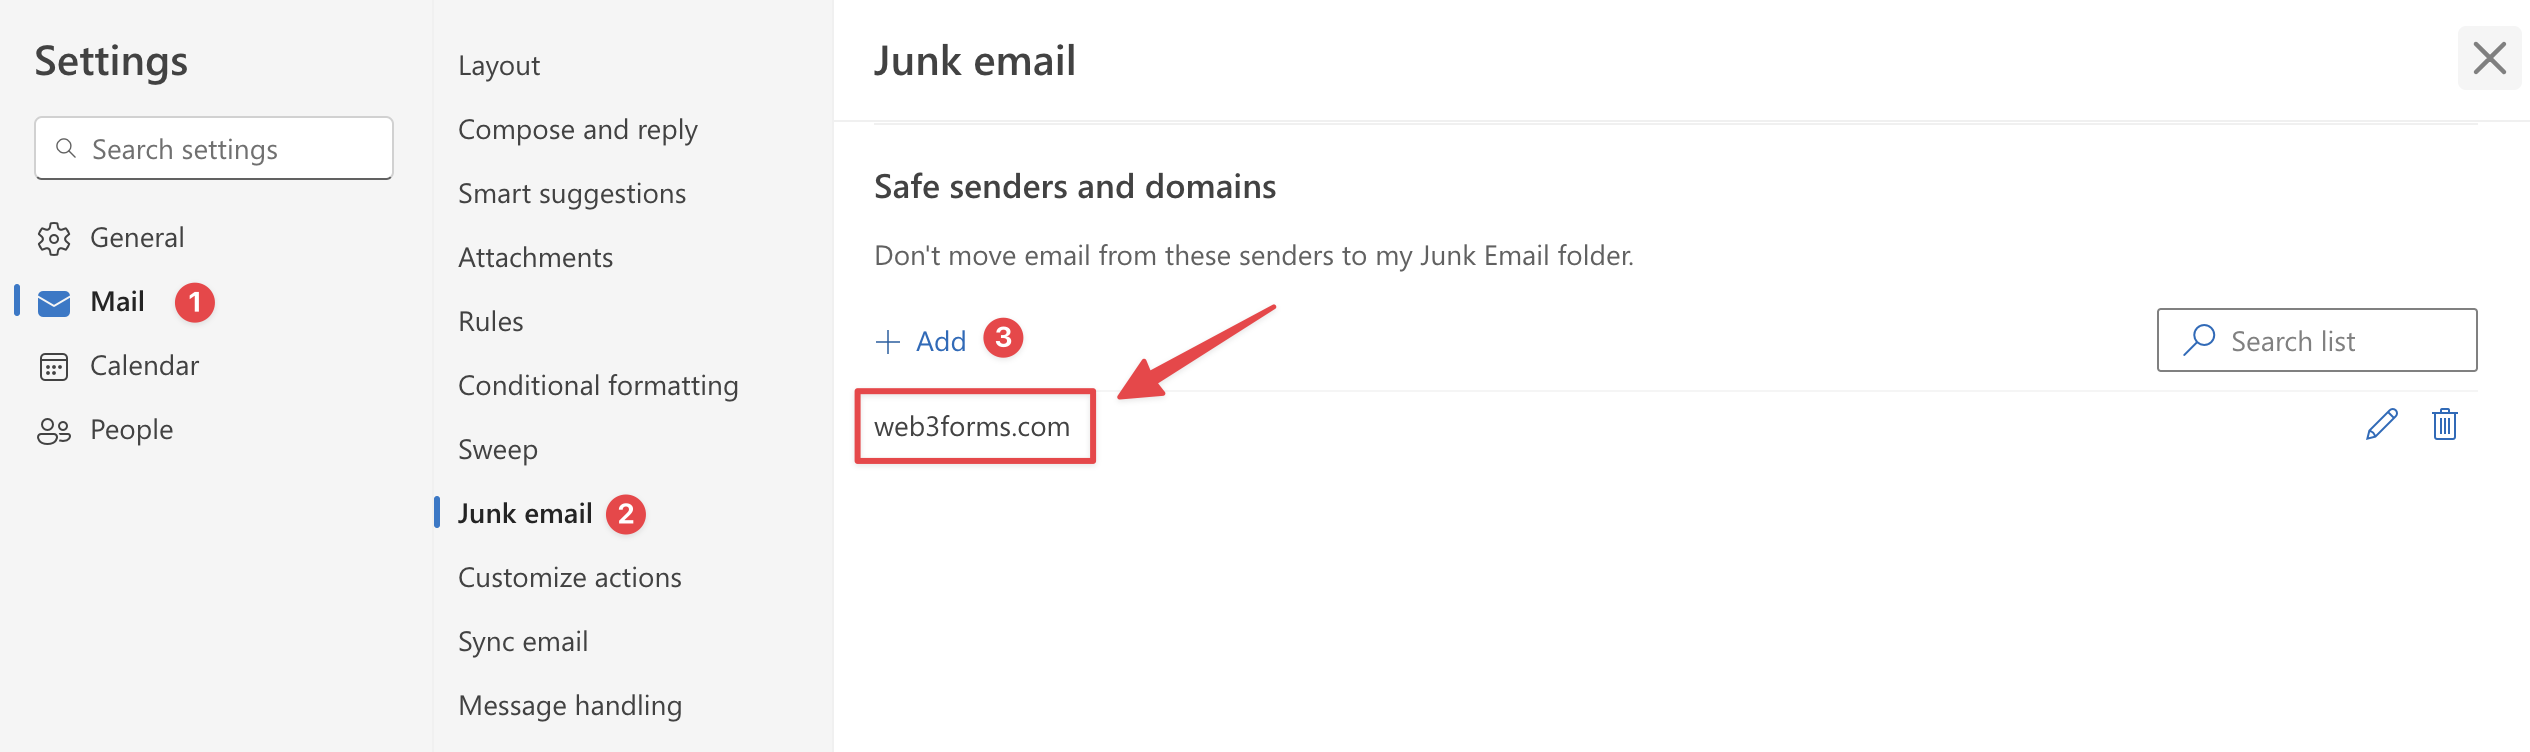 Settings
Search settings
General
Mail 1
Calendar
People
Layout
Compose and reply
Smart suggestions
Attachments
Rules
Conditional formatting
Sweep
Junk email 2
Customize actions
Sync email
Message handling
Junk email
Safe senders and domains
Don't move email from these senders to my Junk Email folder.
Add 3
Search list
web3forms.com